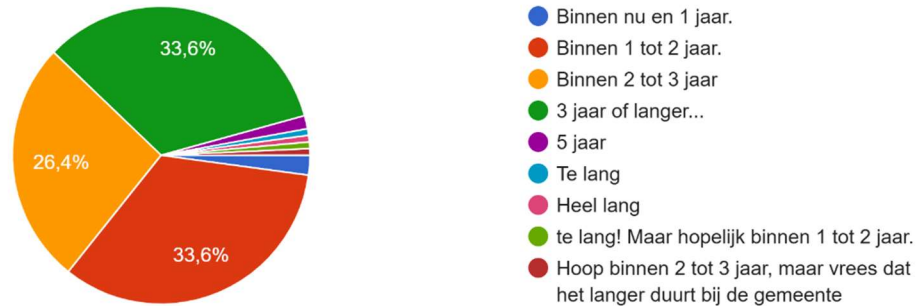 33,6%
26,4%
33,6%
Binnen nu en 1 jaar.
Binnen 1 tot 2 jaar.
Binnen 2 tot 3 jaar
3 jaar of langer...
5 jaar
Te lang
Heel lang
te lang! Maar hopelijk binnen 1 tot 2 jaar.
Hoop binnen 2 tot 3 jaar, maar vrees dat
het langer duurt bij de gemeente